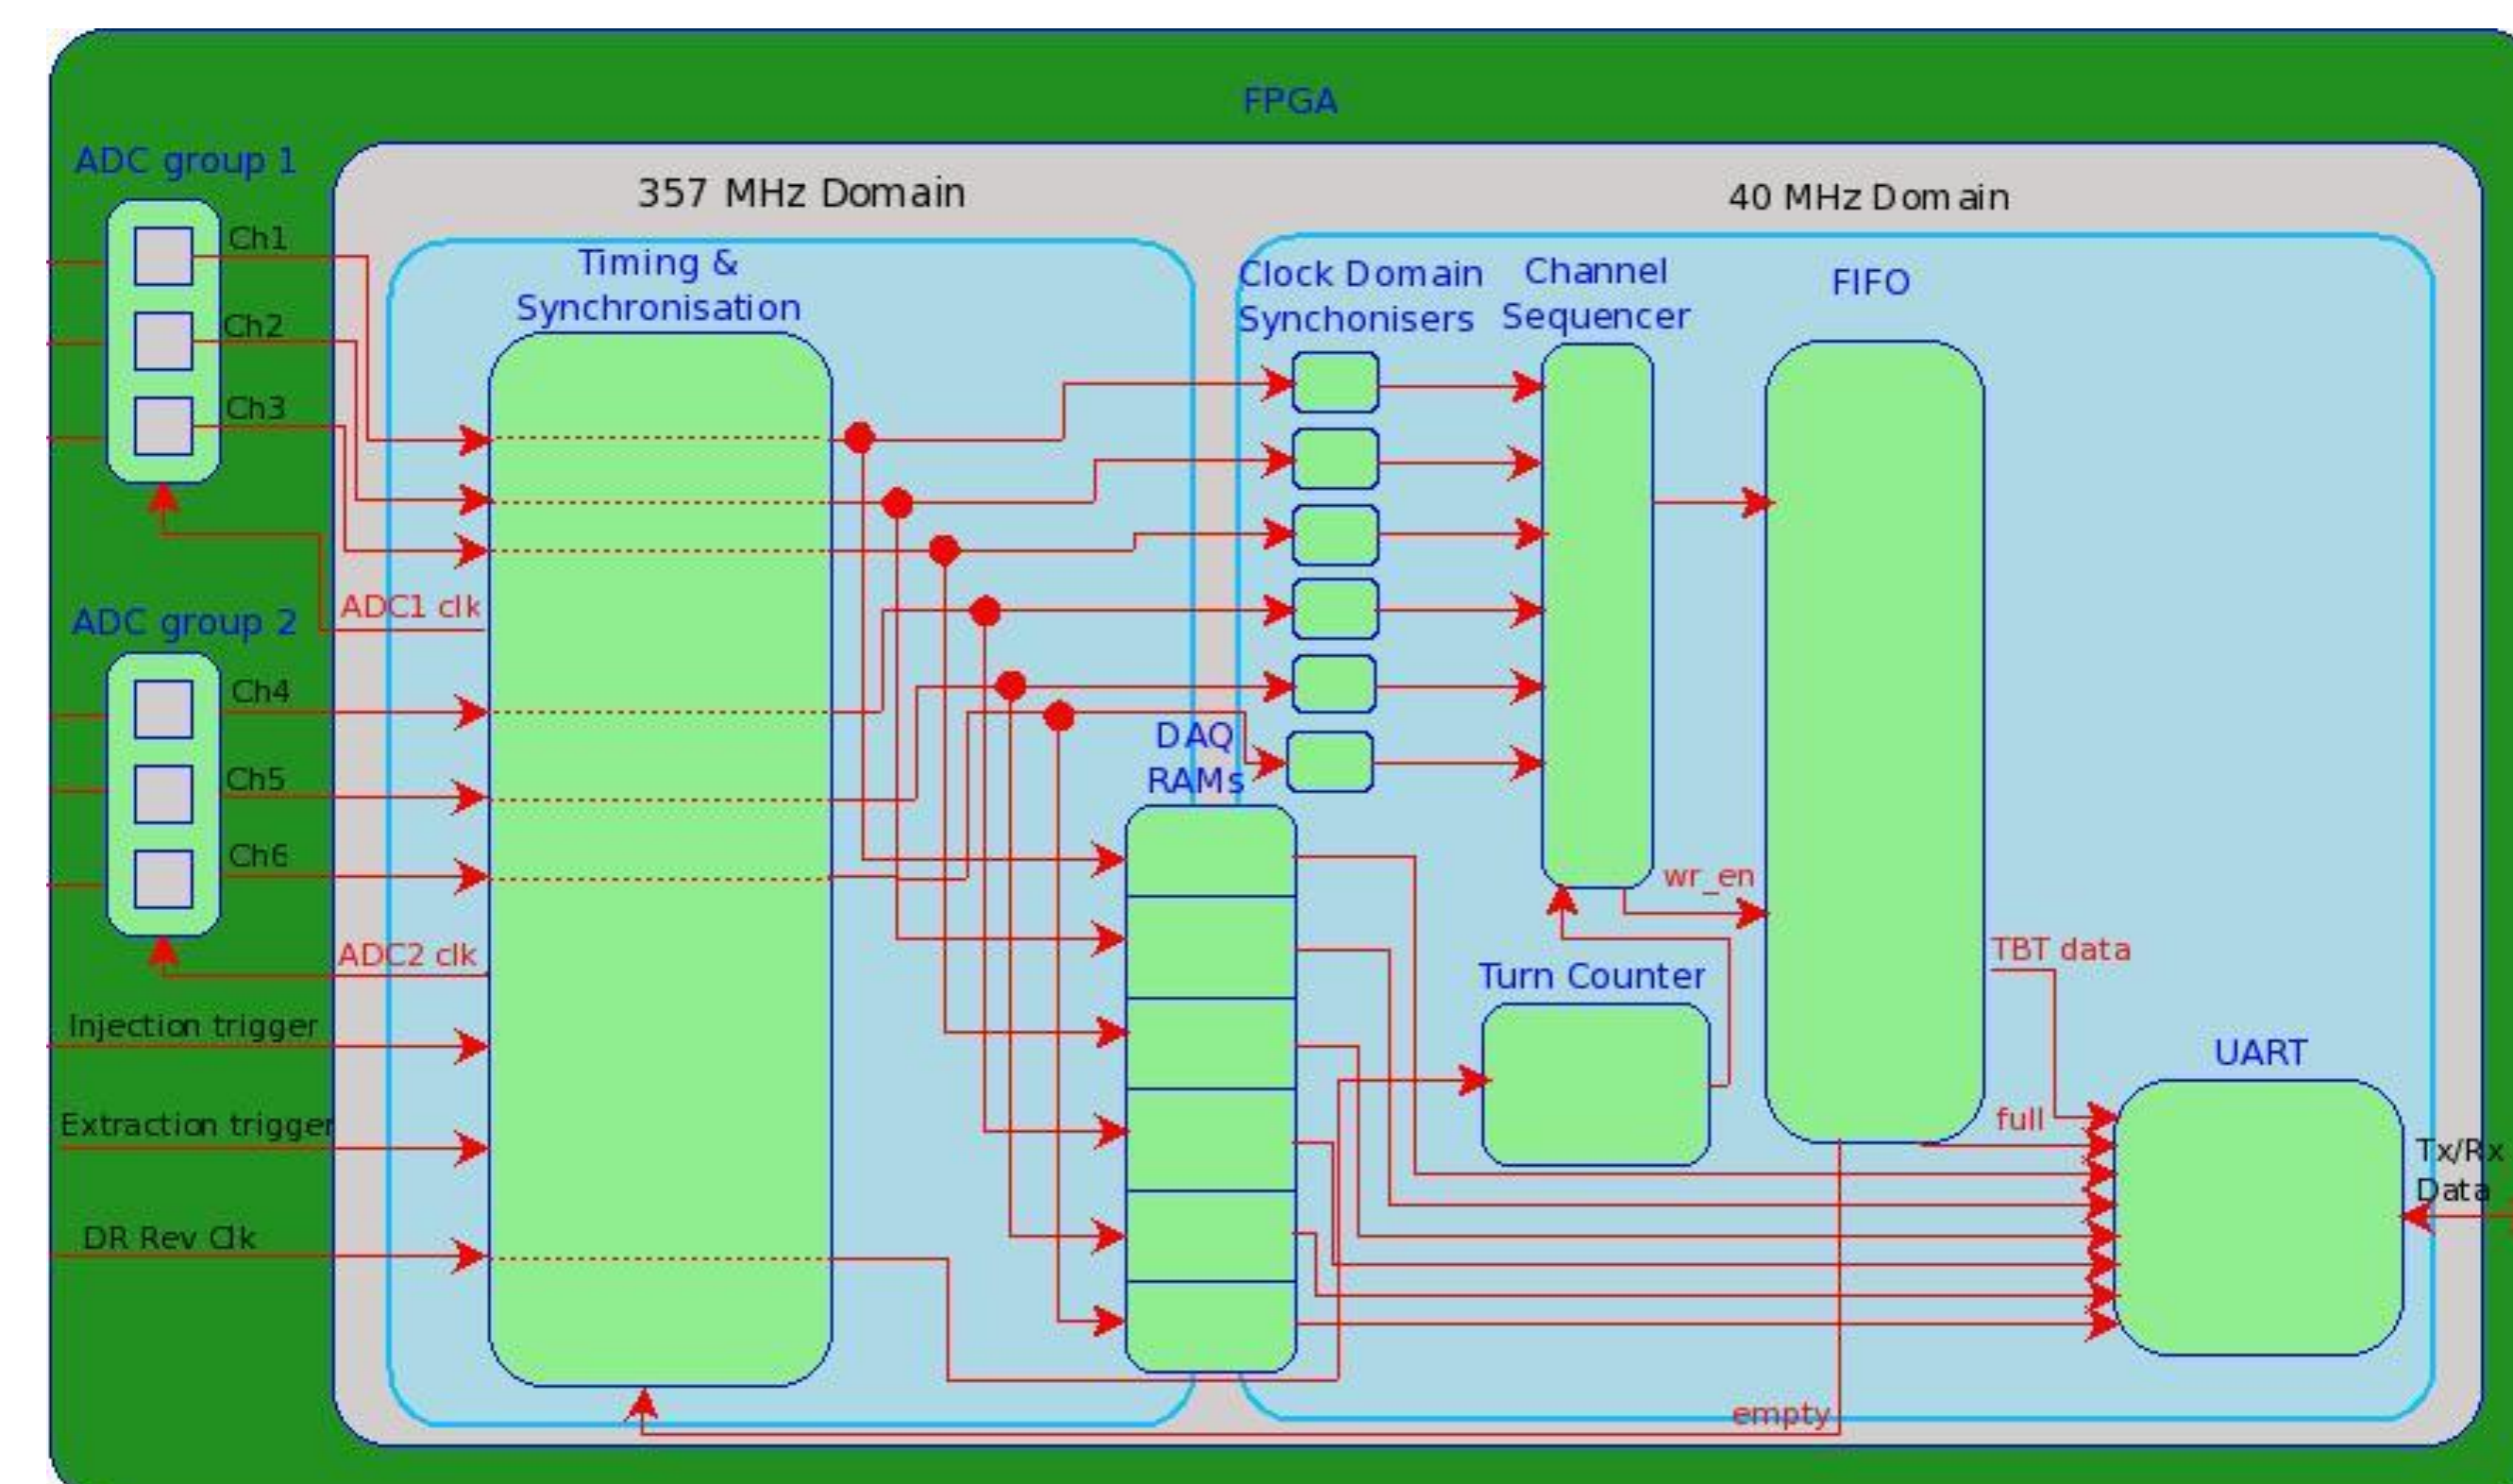 FPGA
ADC group 1
357 MHz Domain
40 MHz Domain
Ch1
Ch2
Ch3
Timing &
Synchronisation
Clock Domain
Synchonisers
Channel
Sequencer
FIFO
ADC1 clk
ADC group 2
Ch4
Ch5
Ch6
DAQ
RAMs
wr_en
ADC2 clk
TBT data
Turn Counter
Injection trigger
UART
Extraction trigger
full
Tx/Rx
Data
DR Rev Clk
empty